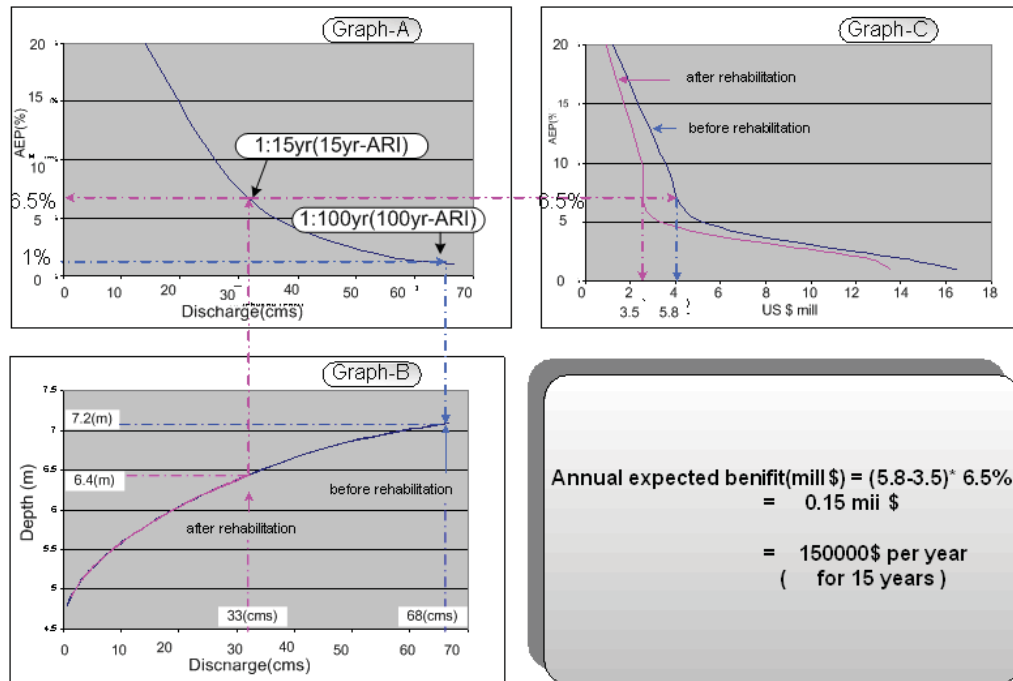 Graph-A
20
15
10
6.5%
5
1%
0
AEP(%)
1:15yr(15yr-ARI)
1:100yr(100yr-ARI)
0 10 20 30 40 50 60 70
Discharge(cms)
Graph-C
20
15
10
6.5%
5
0
after rehabilitation
before rehabilitation
0 2 4 6 8 10 12 14 16 18
3.5 5.8
US $ mill
Graph-B
7.5
7.2(m)
7
6.5
6.4(m)
6
5.5
5
Depth (m)
before rehabilitation
after rehabilitation
33(cms) 68(cms)
0 10 20 30 40 50 60 70
Annual expected benifit(mill $) = (5.8-3.5)* 6.5%
= 0.15 mii $
= 150000$ per year
( for 15 years )